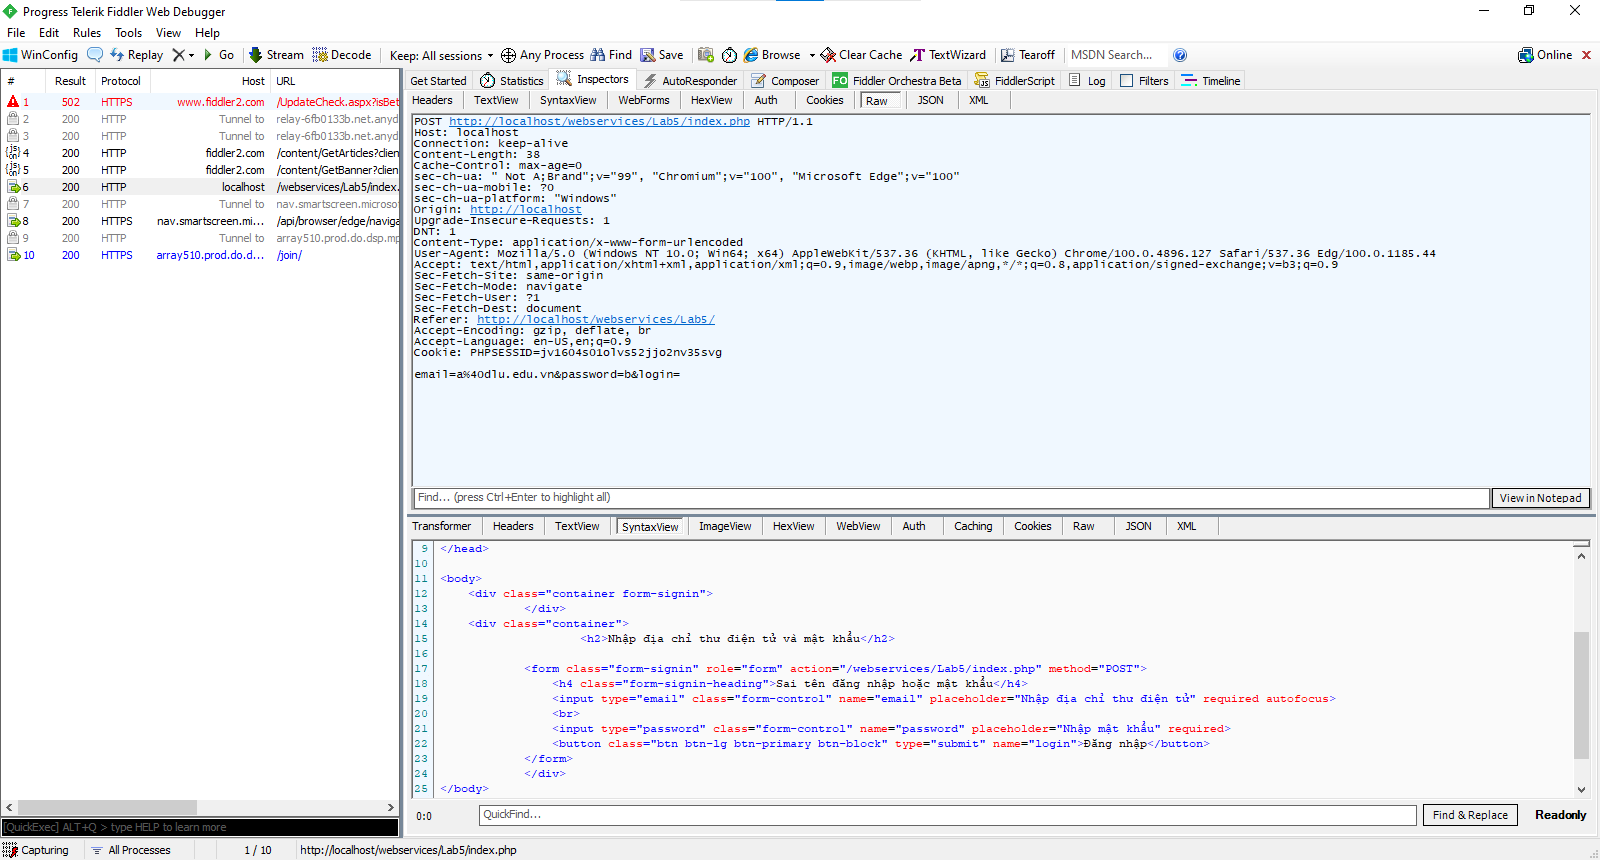 Progress Telerik Fiddler Web Debugger
File Edit Rules Tools View Help
WinConfig Replay Go Stream Decode Keep: All sessions Any Process Find Save Browse Clear Cache TextWizard Tearoff MSDN Search... Online
# Result Protocol Host URL
1 502 HTTPS www.fiddler2.com /UpdateCheck.aspx?isBet
2 200 HTTP Tunnel to relay-6fb0133b.net.anyd
3 200 HTTP Tunnel to relay-6fb0133b.net.anyd
4 200 HTTP fiddler2.com /content/GetArticles?clien
5 200 HTTP fiddler2.com /content/GetBanner?clien
6 200 HTTP localhost /webservices/Lab5/index.
7 200 HTTP Tunnel to nav.smartscreen.microsof
8 200 HTTPS nav.smartscreen.mi... /api/browser/edge/naviga
9 200 HTTP Tunnel to array510.prod.do.dsp.mp
10 200 HTTPS array510.prod.do.d... /join/
[QuickExec] ALT+Q > type HELP to learn more
Get Started Statistics Inspectors AutoResponder Composer FO Fiddler Orchestra Beta FiddlerScript Log Filters Timeline
Headers TextView SyntaxView WebForms HexView Auth Cookies Raw JSON XML
POST http://localhost/webservices/Lab5/index.php HTTP/1.1
Host: localhost
Connection: keep-alive
Content-Length: 38
Cache-Control: max-age=0
sec-ch-ua: " Not A;Brand";v="99", "Chromium";v="100", "Microsoft Edge";v="100"
sec-ch-ua-mobile: ?0
sec-ch-ua-platform: "Windows"
Origin: http://localhost
Upgrade-Insecure-Requests: 1
DNT: 1
Content-Type: application/x-www-form-urlencoded
User-Agent: Mozilla/5.0 (Windows NT 10.0; Win64; x64) AppleWebKit/537.36 (KHTML, like Gecko) Chrome/100.0.4896.127 Safari/537.36 Edg/100.0.1185.44
Accept: text/html,application/xhtml+xml,application/xml;q=0.9,image/webp,image/apng,*/*;q=0.8,application/signed-exchange;v=b3;q=0.9
Sec-Fetch-Site: same-origin
Sec-Fetch-Mode: navigate
Sec-Fetch-User: ?1
Sec-Fetch-Dest: document
Referer: http://localhost/webservices/Lab5/
Accept-Encoding: gzip, deflate, br
Accept-Language: en-US,en;q=0.9
Cookie: PHPSESSID=jv1604s01olvs52jjo2nv35svg
email=a%40dlu.edu.vn&password=b&login=
Find... (press Ctrl+Enter to highlight all) View in Notepad
Transformer Headers TextView SyntaxView ImageView HexView WebView Auth Caching Cookies Raw JSON XML
9 </head>
10
11 <body>
12 <div class="container form-signin">
13 </div>
14 <div class="container">
15 <h2>Nhập địa chỉ thư điện tử và mật khẩu</h2>
16
17 <form class="form-signin" role="form" action="/webservices/Lab5/index.php" method="POST">
18 <h4 class="form-signin-heading">Sai tên đăng nhập hoặc mật khẩu</h4>
19 <input type="email" class="form-control" name="email" placeholder="Nhập địa chỉ thư điện tử" required autofocus>
20 <br>
21 <input type="password" class="form-control" name="password" placeholder="Nhập mật khẩu" required>
22 <button class="btn btn-lg btn-primary btn-block" type="submit" name="login">Đăng nhập</button>
23 </form>
24 </div>
25 </body>
0:0 QuickFind... Find & Replace Readonly
Capturing All Processes 1 / 10 http://localhost/webservices/Lab5/index.php